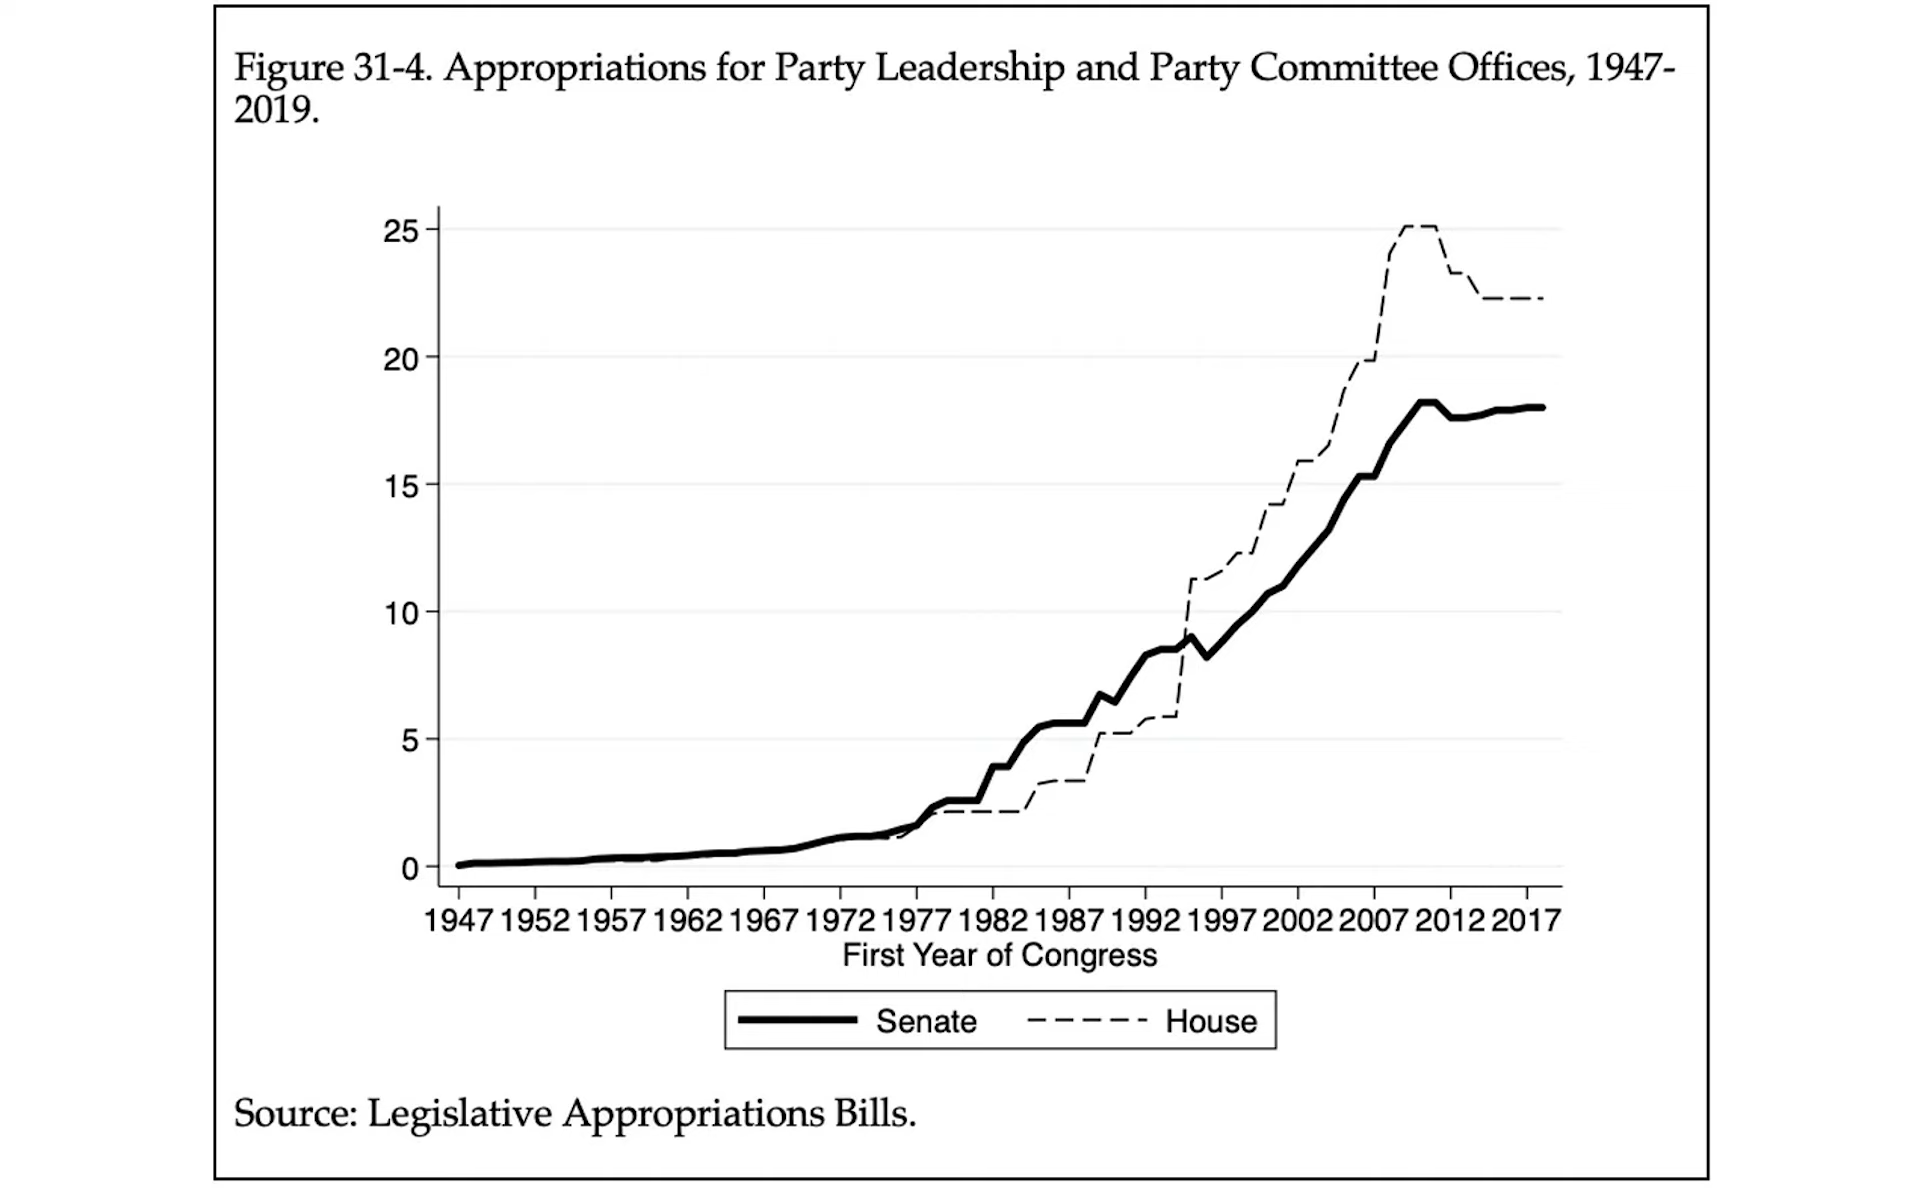 Figure 31-4. Appropriations for Party Leadership and Party Committee Offices, 1947-
2019.
25
20
15
10
5
0
1947 1952 1957 1962 1967 1972 1977 1982 1987 1992 1997 2002 2007 2012 2017
First Year of Congress
Senate House
Source: Legislative Appropriations Bills.